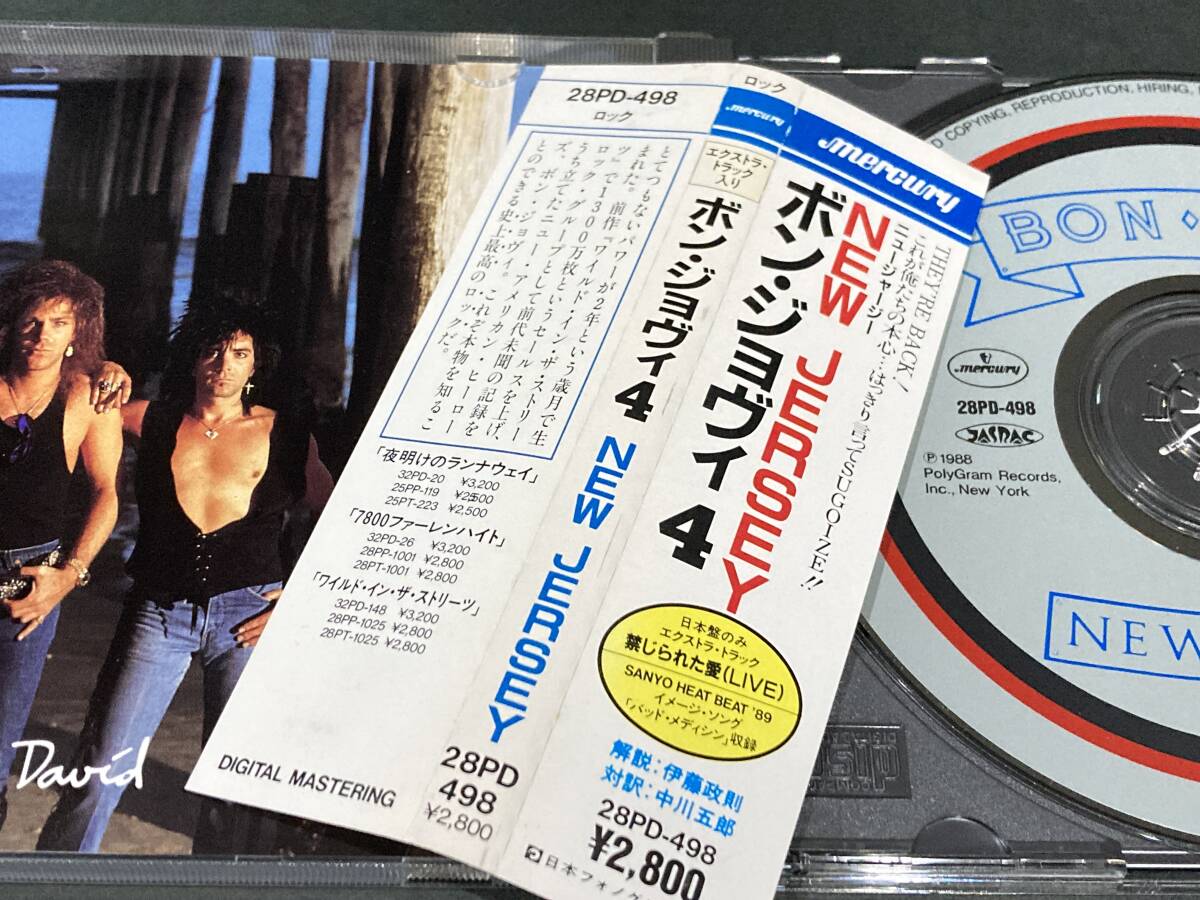 David
28PD-498
ロック
とてつもないパワーが2年という歳月で生
まれた。前作『ワイルド・イン・ザ・ストリー
ツ』で1300万枚というセールスを上げ、
ロック・グループとして前代未聞の記録を
うち立てたニュー・アメリカン・ヒーロー
ズ、ボン・ジョヴィ。これぞ本物を知るこ
とのできる史上最高のロックだ。
「夜明けのランナウェイ」
32PD-20 ¥3,200
25PP-119 ¥2,500
25PT-223 ¥2,500
「7800ファーレンハイト」
32PD-26 ¥3,200
28PP-1001 ¥2,800
28PT-1001 ¥2,800
「ワイルド・イン・ザ・ストリーツ」
32PD-148 ¥3,200
28PP-1025 ¥2,800
28PT-1025 ¥2,800
DIGITAL MASTERING
ロック
mercury
エクストラ・
トラック
入り
ボン・ジョヴィ 4 NEW JERSEY
28PD
498
¥2,800
mercury
THEY'RE BACK!
これが俺たちの本心…はっきり言ってSUGOIZE!!
ニュージャージー
NEW JERSEY
ボン・ジョヴィ 4
日本盤のみ
エクストラ・トラック
禁じられた愛(LIVE)
SANYO HEAT BEAT '89
イメージ・ソング
「バッド・メディシン」収録
解説:伊藤政則
対訳:中川五郎
28PD-498
¥2,800
日本フォノグ
COPYING, REPRODUCTION, HIRING,
BON
mercury
28PD-498
JASRAC
Ⓟ 1988
PolyGram Records,
Inc., New York
NEW
disc